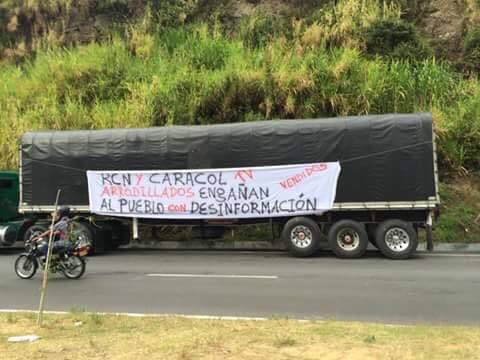 RCN Y CARACOL TV
ARRODILLADOS ENGAÑAN VENDIDOS
AL PUEBLO CON DESINFORMACIÓN